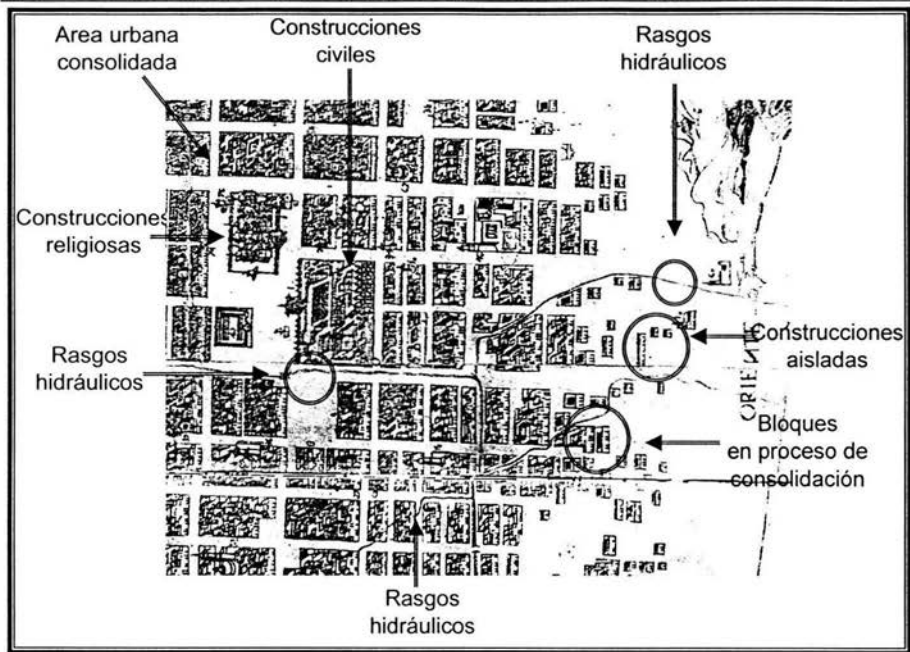 Area urbana
consolidada
Construcciones
civiles
Rasgos
hidráulicos
Construcciones
religiosas
Rasgos
hidráulicos
Construcciones
aisladas
ORIENTE
Bloques
en proceso de
consolidación
Rasgos
hidráulicos